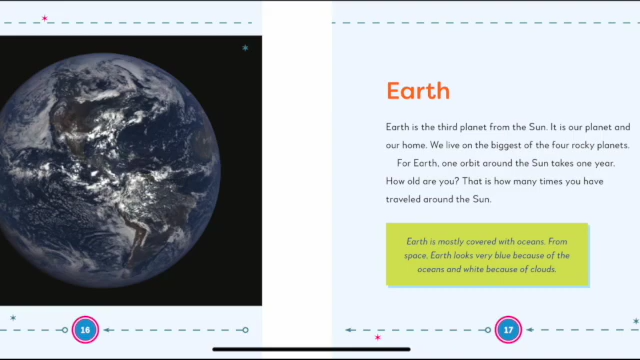 Earth
Earth is the third planet from the Sun. It is our planet and
our home. We live on the biggest of the four rocky planets.
For Earth, one orbit around the Sun takes one year.
How old are you? That is how many times you have
traveled around the Sun.
Earth is mostly covered with oceans. From
space, Earth looks very blue because of the
oceans and white because of clouds.
16
17